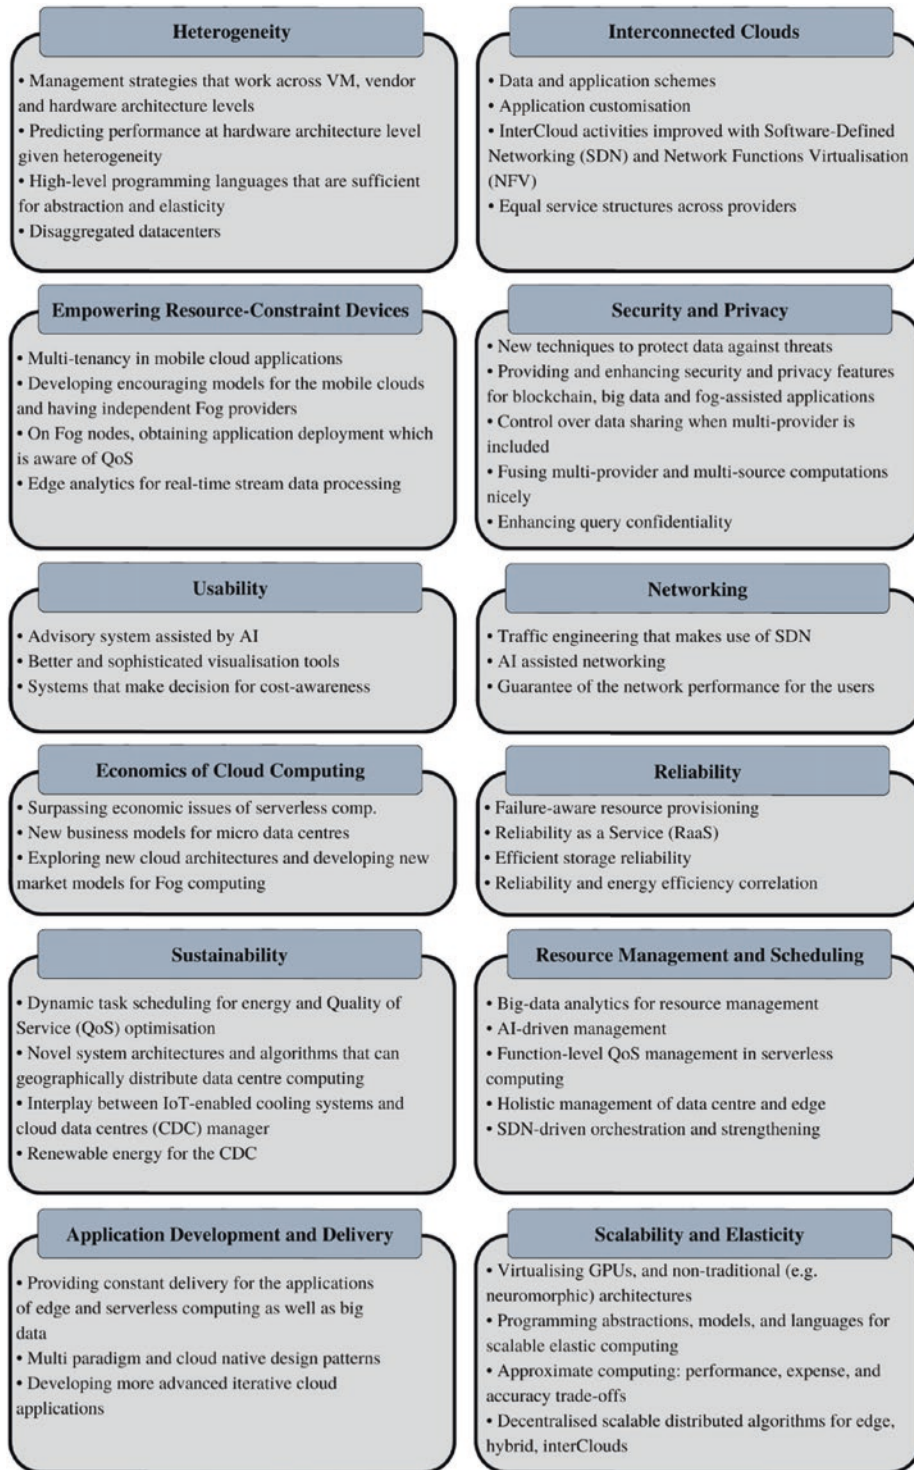 Heterogeneity
• Management strategies that work across VM, vendor
and hardware architecture levels
• Predicting performance at hardware architecture level
given heterogeneity
• High-level programming languages that are sufficient
for abstraction and elasticity
• Disaggregated datacenters
Interconnected Clouds
• Data and application schemes
• Application customisation
• InterCloud activities improved with Software-Defined
Networking (SDN) and Network Functions Virtualisation
(NFV)
• Equal service structures across providers
Empowering Resource-Constraint Devices
• Multi-tenancy in mobile cloud applications
• Developing encouraging models for the mobile clouds
and having independent Fog providers
• On Fog nodes, obtaining application deployment which
is aware of QoS
• Edge analytics for real-time stream data processing
Security and Privacy
• New techniques to protect data against threats
• Providing and enhancing security and privacy features
for blockchain, big data and fog-assisted applications
• Control over data sharing when multi-provider is
included
• Fusing multi-provider and multi-source computations
nicely
• Enhancing query confidentiality
Usability
• Advisory system assisted by AI
• Better and sophisticated visualisation tools
• Systems that make decision for cost-awareness
Networking
• Traffic engineering that makes use of SDN
• AI assisted networking
• Guarantee of the network performance for the users
Economics of Cloud Computing
• Surpassing economic issues of serverless comp.
• New business models for micro data centres
• Exploring new cloud architectures and developing new
market models for Fog computing
Reliability
• Failure-aware resource provisioning
• Reliability as a Service (RaaS)
• Efficient storage reliability
• Reliability and energy efficiency correlation
Sustainability
• Dynamic task scheduling for energy and Quality of
Service (QoS) optimisation
• Novel system architectures and algorithms that can
geographically distribute data centre computing
• Interplay between IoT-enabled cooling systems and
cloud data centres (CDC) manager
• Renewable energy for the CDC
Resource Management and Scheduling
• Big-data analytics for resource management
• AI-driven management
• Function-level QoS management in serverless
computing
• Holistic management of data centre and edge
• SDN-driven orchestration and strengthening
Application Development and Delivery
• Providing constant delivery for the applications
of edge and serverless computing as well as big
data
• Multi paradigm and cloud native design patterns
• Developing more advanced iterative cloud
applications
Scalability and Elasticity
• Virtualising GPUs, and non-traditional (e.g.
neuromorphic) architectures
• Programming abstractions, models, and languages for
scalable elastic computing
• Approximate computing: performance, expense, and
accuracy trade-offs
• Decentralised scalable distributed algorithms for edge,
hybrid, interClouds